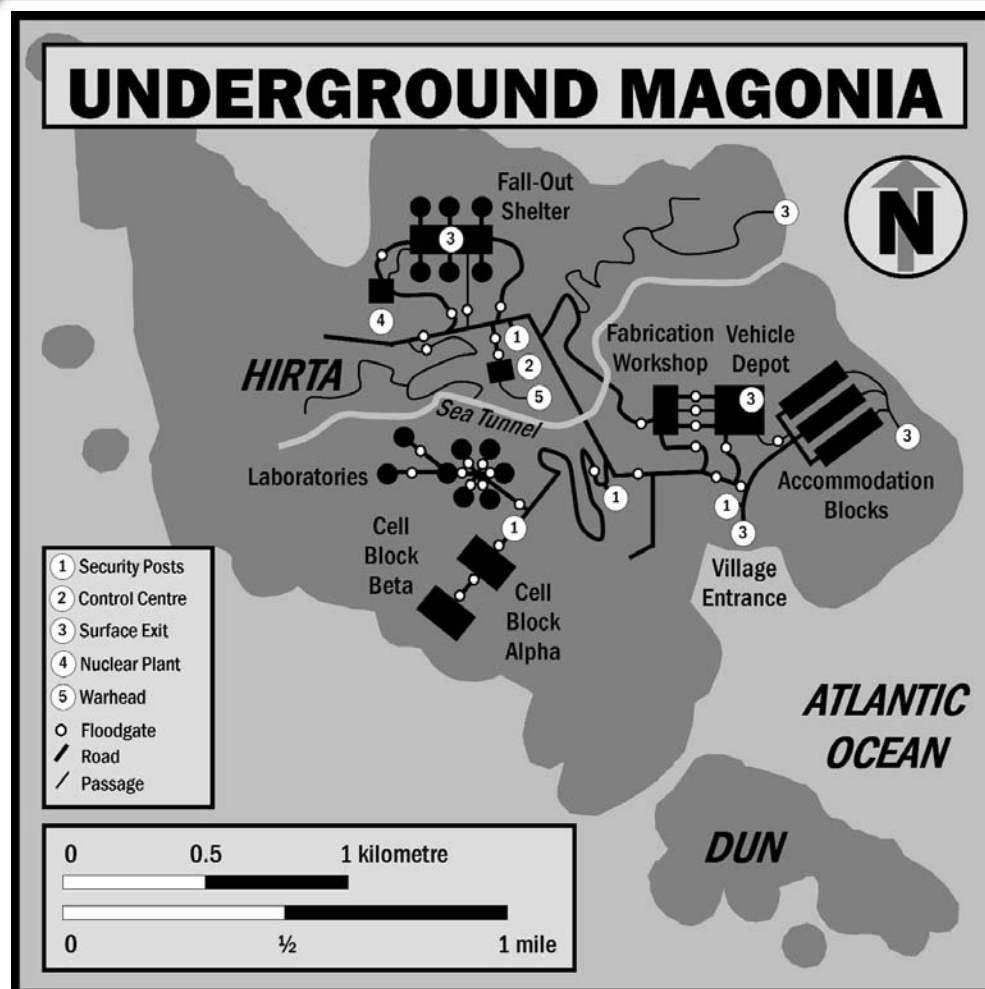 UNDERGROUND MAGONIA
Fall-Out
Shelter
3
3
N
4
1
2
5
HIRTA
Sea Tunnel
Fabrication
Workshop
Vehicle
Depot
3
3
Laboratories
Accommodation
Blocks
1
1
1
3
Village
Entrance
Cell
Block
Beta
Cell
Block
Alpha
1 Security Posts
2 Control Centre
3 Surface Exit
4 Nuclear Plant
5 Warhead
Floodgate
Road
Passage
ATLANTIC
OCEAN
DUN
0 0.5 1 kilometre
0 ½ 1 mile